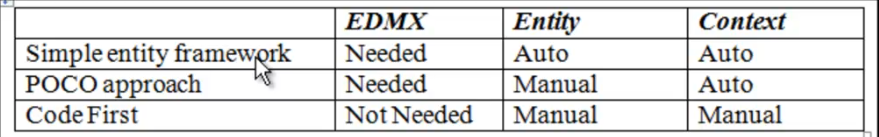 EDMX Entity Context
Simple entity framework Needed Auto Auto
POCO approach Needed Manual Auto
Code First Not Needed Manual Manual